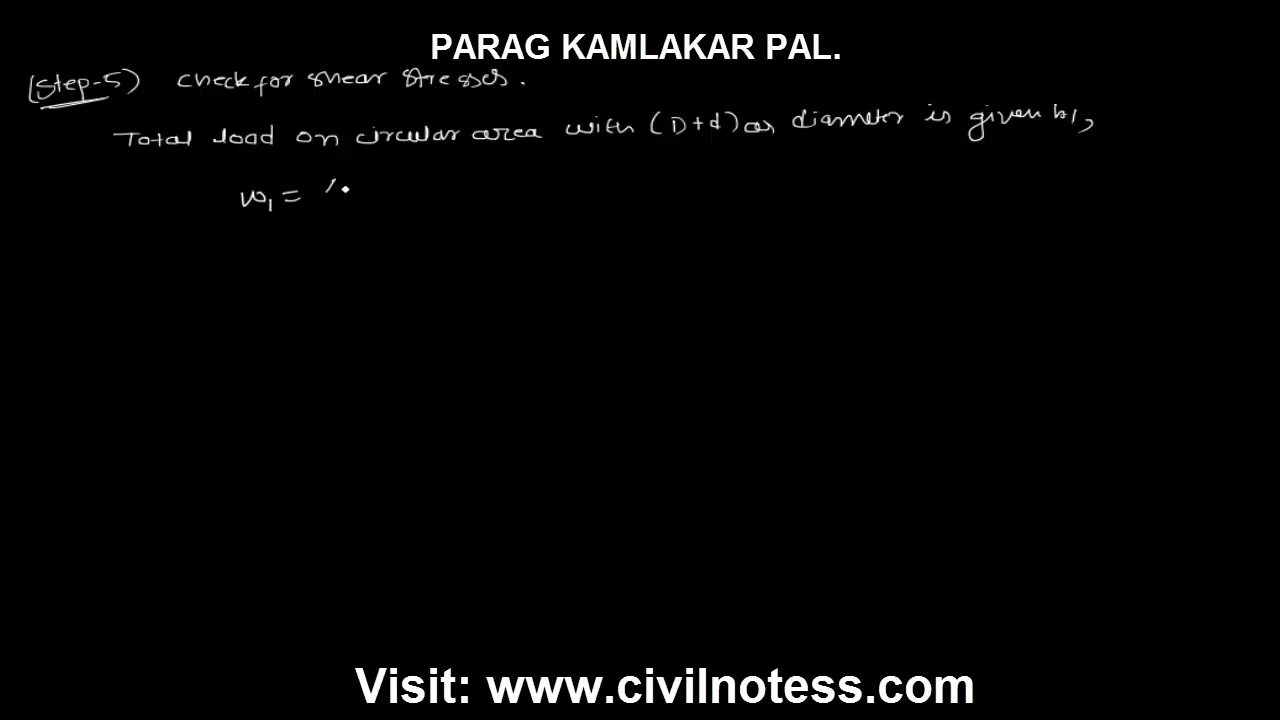 PARAG KAMLAKAR PAL.
(Step-5) Check for shear stresses.
Total load on circular area with (D+d) as diameter is given by,
w₁ =
Visit: www.civilnotess.com